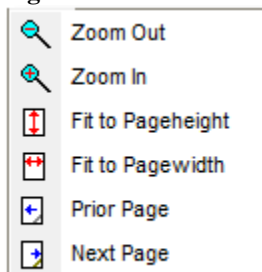 Zoom Out
Zoom In
Fit to Pageheight
Fit to Pagewidth
Prior Page
Next Page